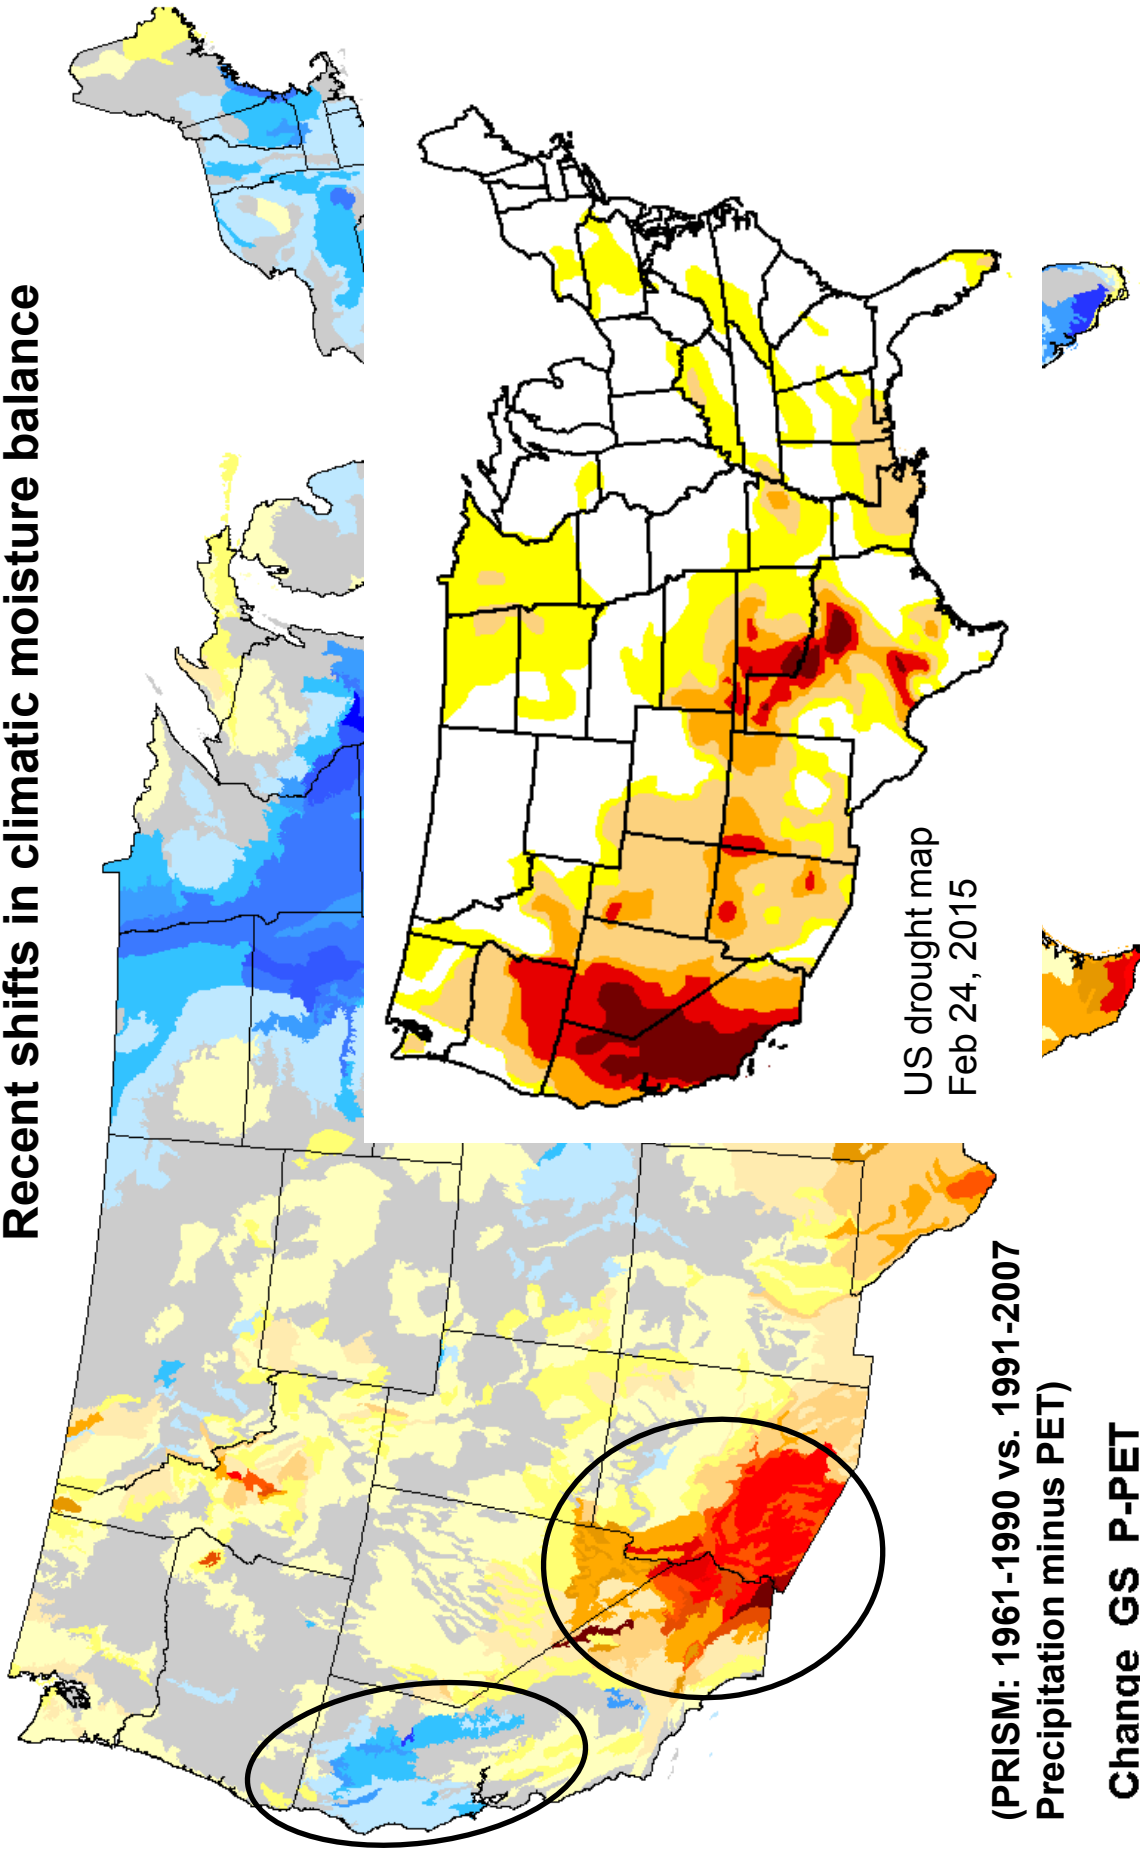 Recent shifts in climatic moisture balance
US drought map
Feb 24, 2015
(PRISM: 1961-1990 vs. 1991-2007
Precipitation minus PET)
Change GS P-PET